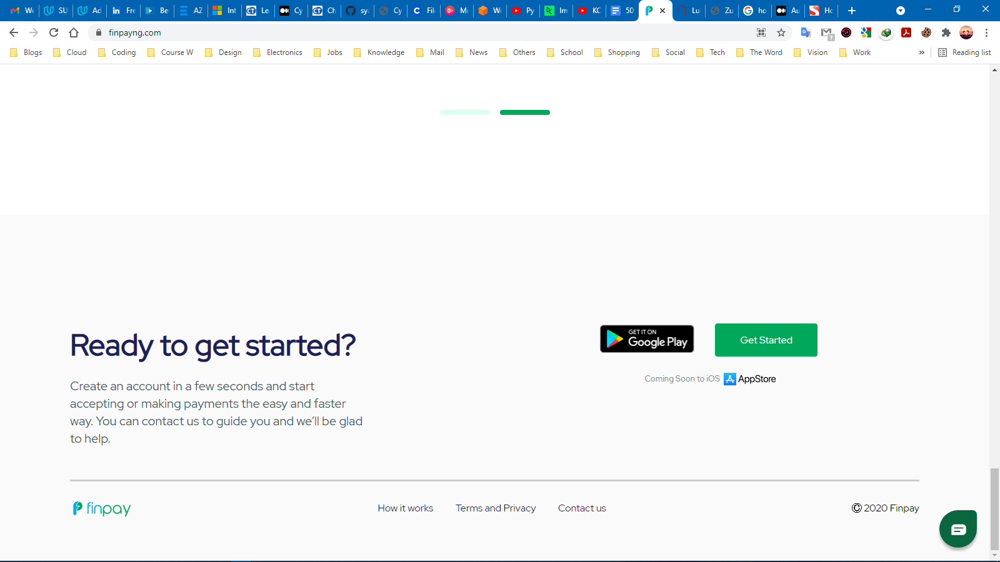 We SU Ad Fre Be AZ Int Le Cy Ch sy Cy File Mi We Py Im KC 50 Lu Zu ho Au Ho
finpayng.com
Blogs Cloud Coding Course W Design Electronics Jobs Knowledge Mail News Others School Shopping Social Tech The Word Vision Work » Reading list
Ready to get started?
GET IT ON
Google Play
Get Started
Coming Soon to iOS AppStore
Create an account in a few seconds and start
accepting or making payments the easy and faster
way. You can contact us to guide you and we’ll be glad
to help.
finpay How it works Terms and Privacy Contact us © 2020 Finpay